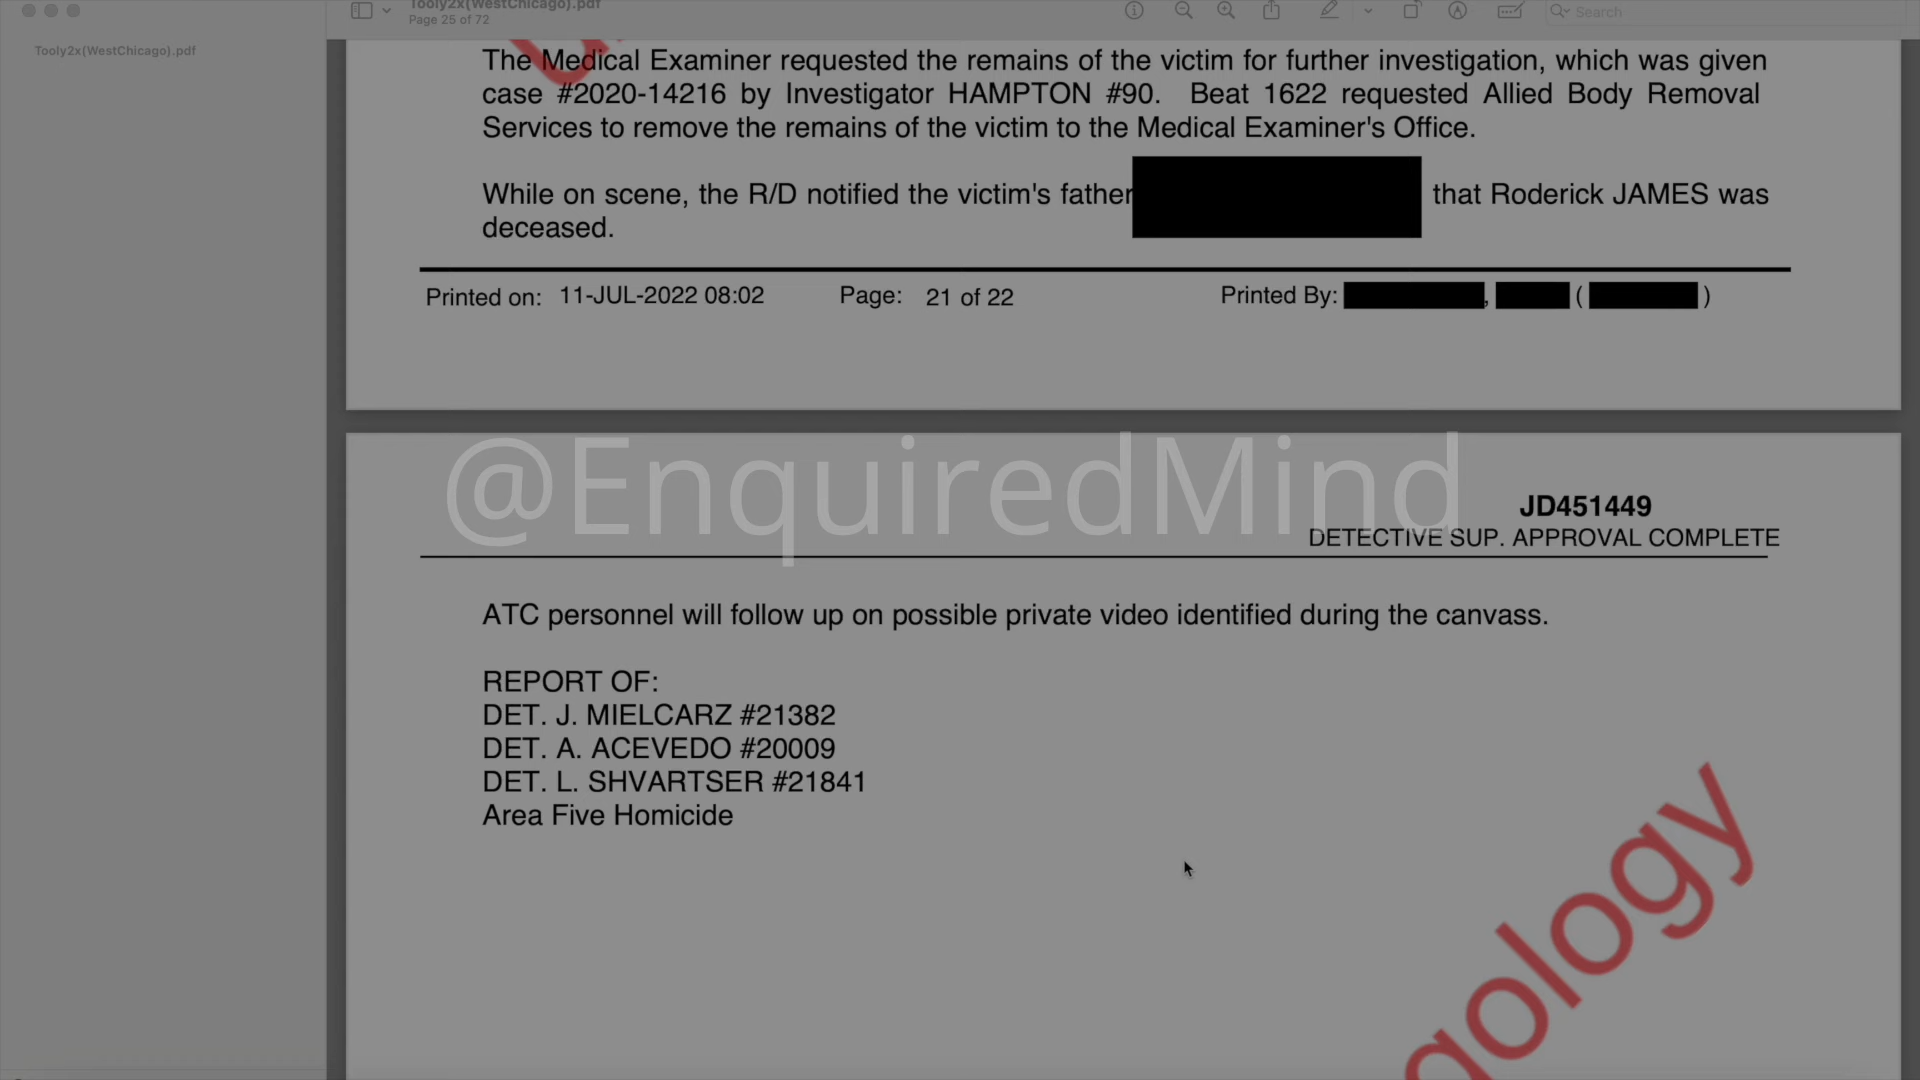 Tooly2x(WestChicago).pdf
Page 25 of 72
Search
Tooly2x(WestChicago).pdf
The Medical Examiner requested the remains of the victim for further investigation, which was given
case #2020-14216 by Investigator HAMPTON #90. Beat 1622 requested Allied Body Removal
Services to remove the remains of the victim to the Medical Examiner's Office.
While on scene, the R/D notified the victim's father that Roderick JAMES was
deceased.
Printed on: 11-JUL-2022 08:02 Page: 21 of 22 Printed By: , ( )
@EnquiredMind
JD451449
DETECTIVE SUP. APPROVAL COMPLETE
ATC personnel will follow up on possible private video identified during the canvass.
REPORT OF:
DET. J. MIELCARZ #21382
DET. A. ACEVEDO #20009
DET. L. SHVARTSER #21841
Area Five Homicide
gology